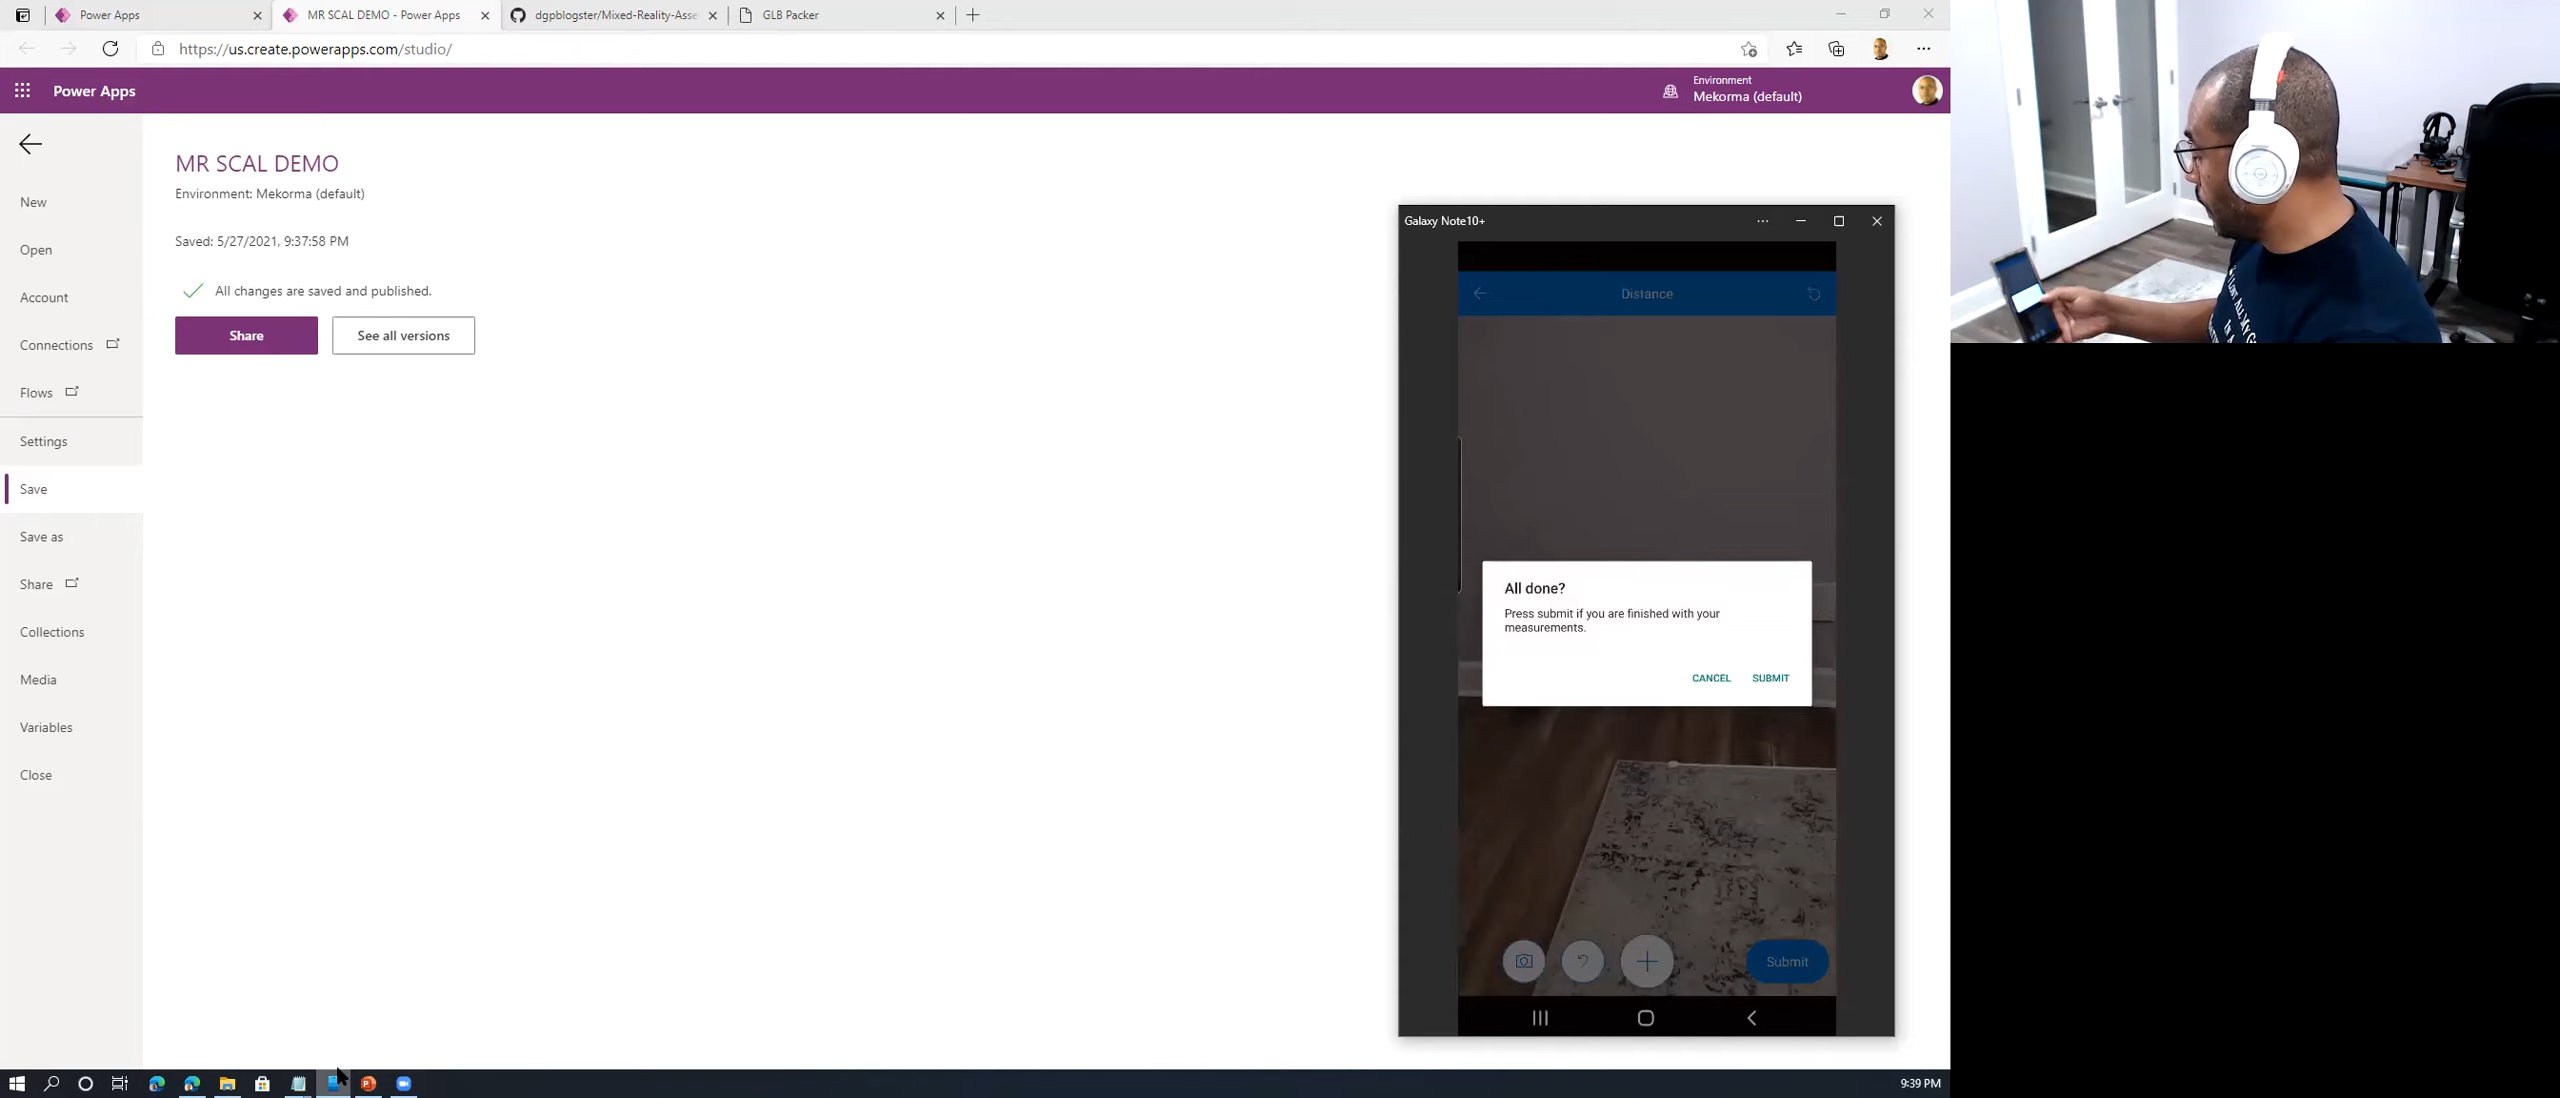 Power Apps
MR SCAL DEMO - Power Apps
dgpblogster/Mixed-Reality-Asse
GLB Packer
https://us.create.powerapps.com/studio/
Power Apps
Environment
Mekorma (default)
New
Open
Account
Connections
Flows
Settings
Save
Save as
Share
Collections
Media
Variables
Close
MR SCAL DEMO
Environment: Mekorma (default)
Saved: 5/27/2021, 9:37:58 PM
All changes are saved and published.
Share
See all versions
Galaxy Note10+
Distance
All done?
Press submit if you are finished with your
measurements.
CANCEL
SUBMIT
Submit
9:39 PM